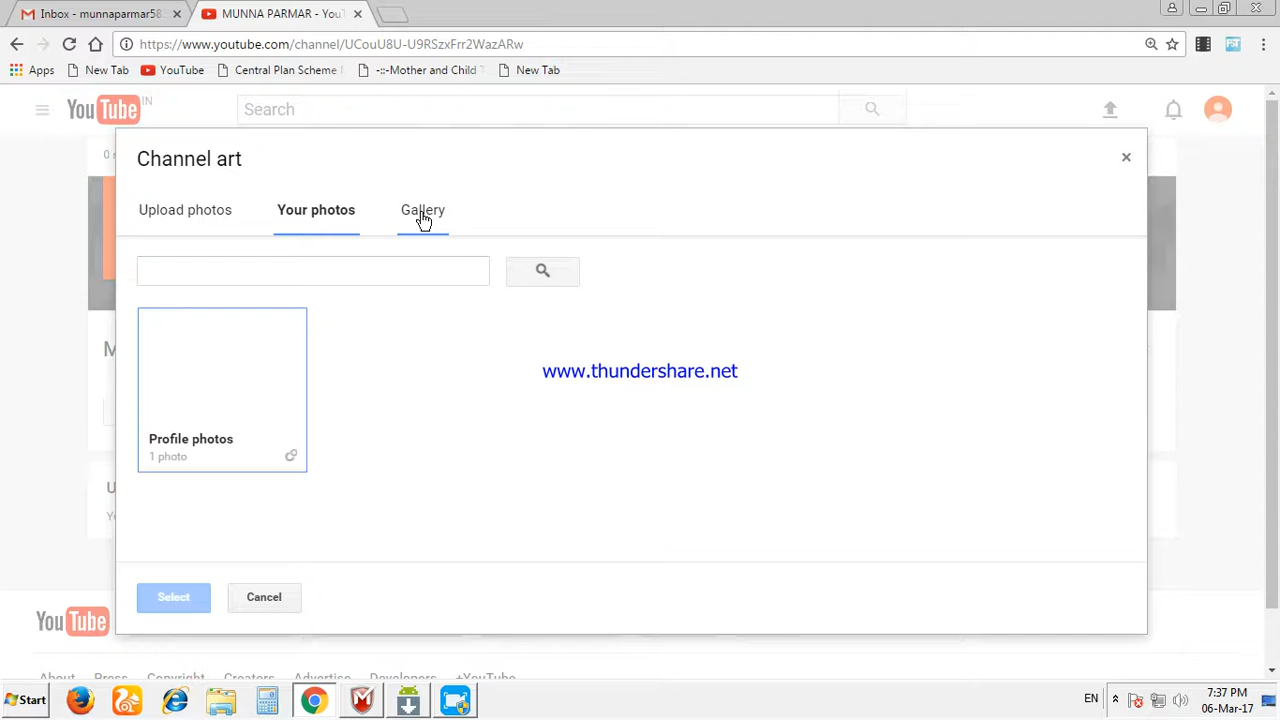 Inbox - munnaparmar58
MUNNA PARMAR - YouT
https://www.youtube.com/channel/UCouU8U-U9RSzxFrr2WazARw
Apps
New Tab
YouTube
Central Plan Scheme
-::-Mother and Child
New Tab
YouTube IN
Search
0
Channel art
Upload photos
Your photos
Gallery
M
www.thundershare.net
Profile photos
1 photo
U
Select
Cancel
YouTube
About Press Copyright Creators Advertise Developers +YouTube
Start
EN
7:37 PM
06-Mar-17